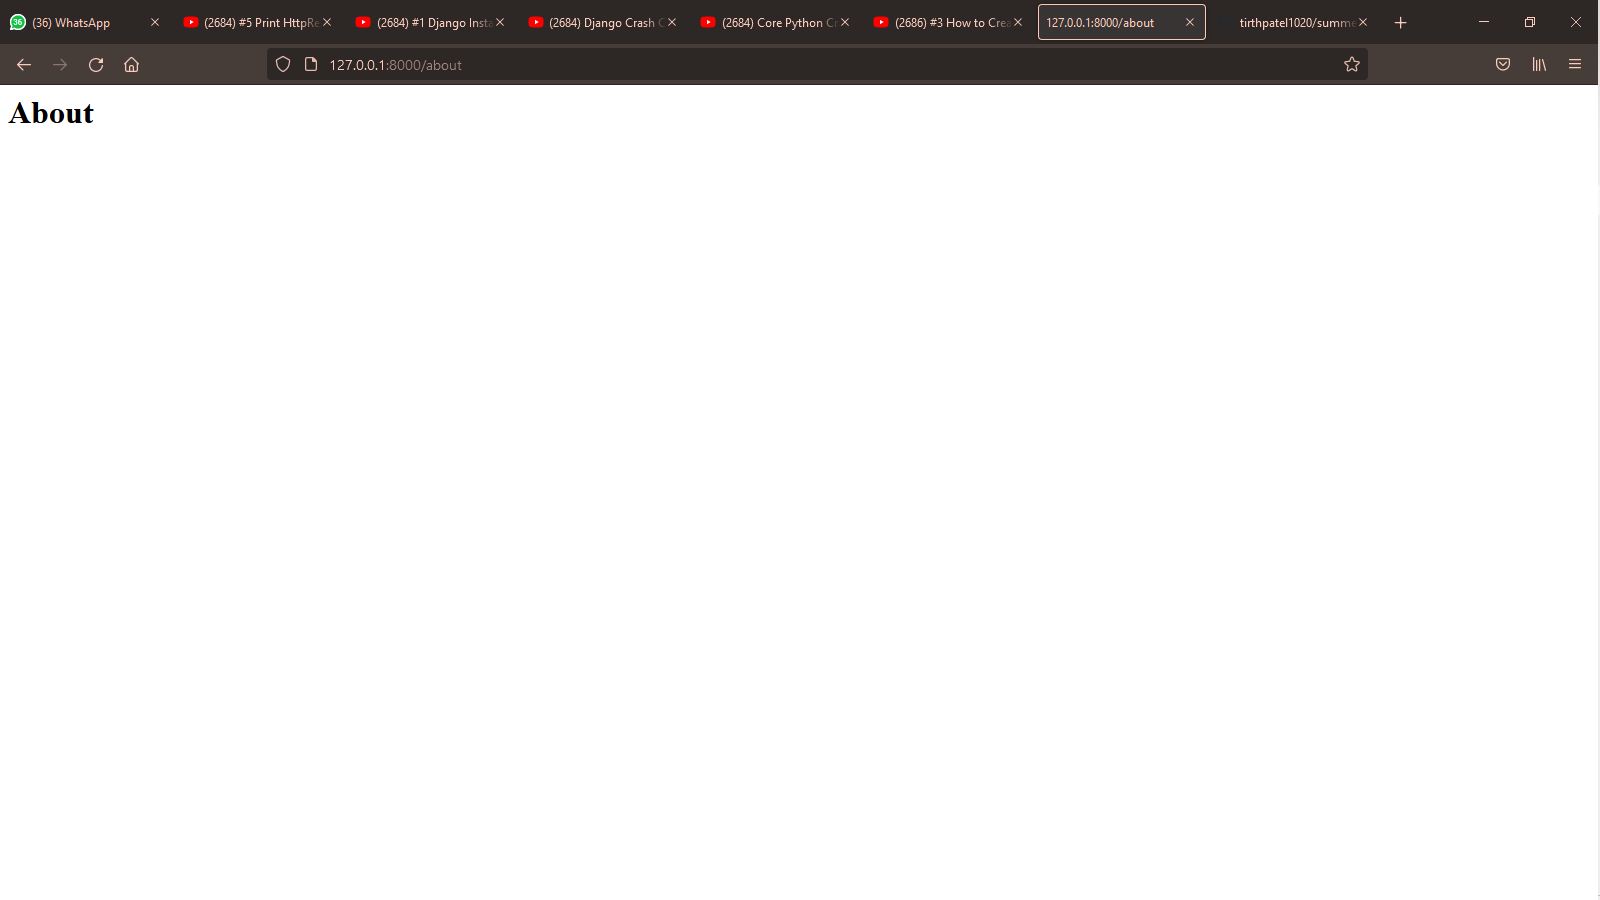 36 (36) WhatsApp (2684) #5 Print HttpRe (2684) #1 Django Insta (2684) Django Crash C (2684) Core Python Cr (2686) #3 How to Crea 127.0.0.1:8000/about tirthpatel1020/summe
127.0.0.1:8000/about
About